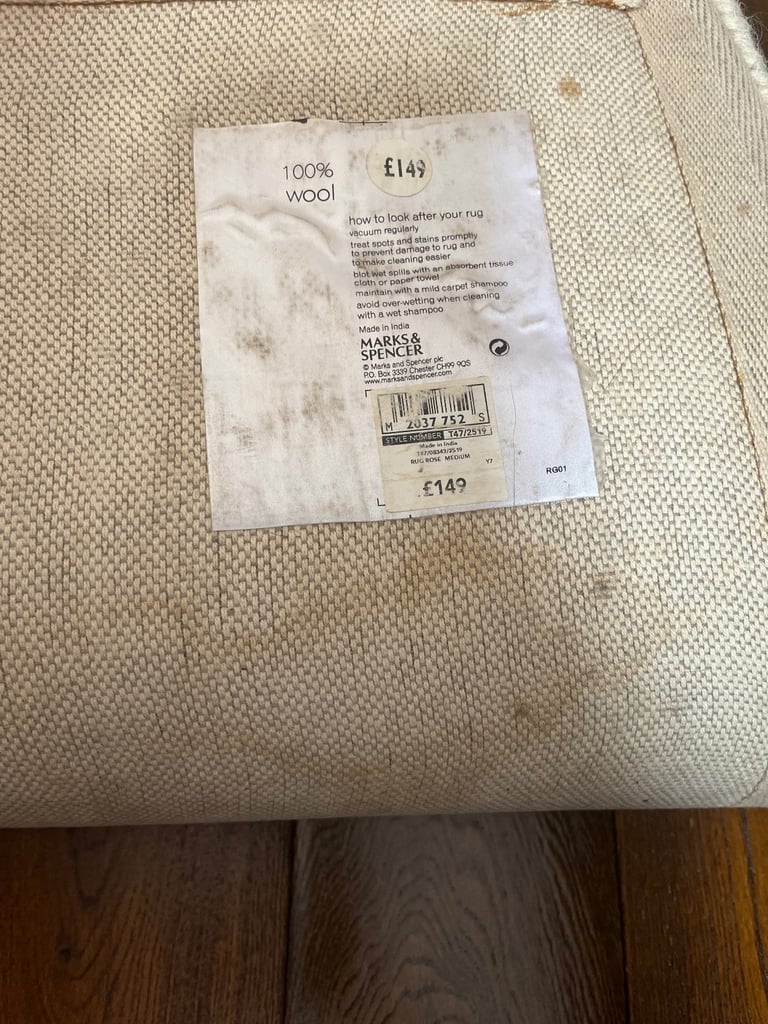 100%
wool
£149
how to look after your rug
vacuum regularly
treat spots and stains promptly
to prevent damage to rug and
to make cleaning easier
blot wet spills with an absorbent tissue
cloth or paper towel
maintain with a mild carpet shampoo
avoid over-wetting when cleaning
with a wet shampoo
Made in India
MARKS &
SPENCER
© Marks and Spencer plc
P.O. Box 3339 Chester CH99 9QS
www.marksandspencer.com
M 2037 752 S
STYLE NUMBER T47/2519
Made in India
T47/08343/2519
RUG ROSE MEDIUM Y7
£149
RG01